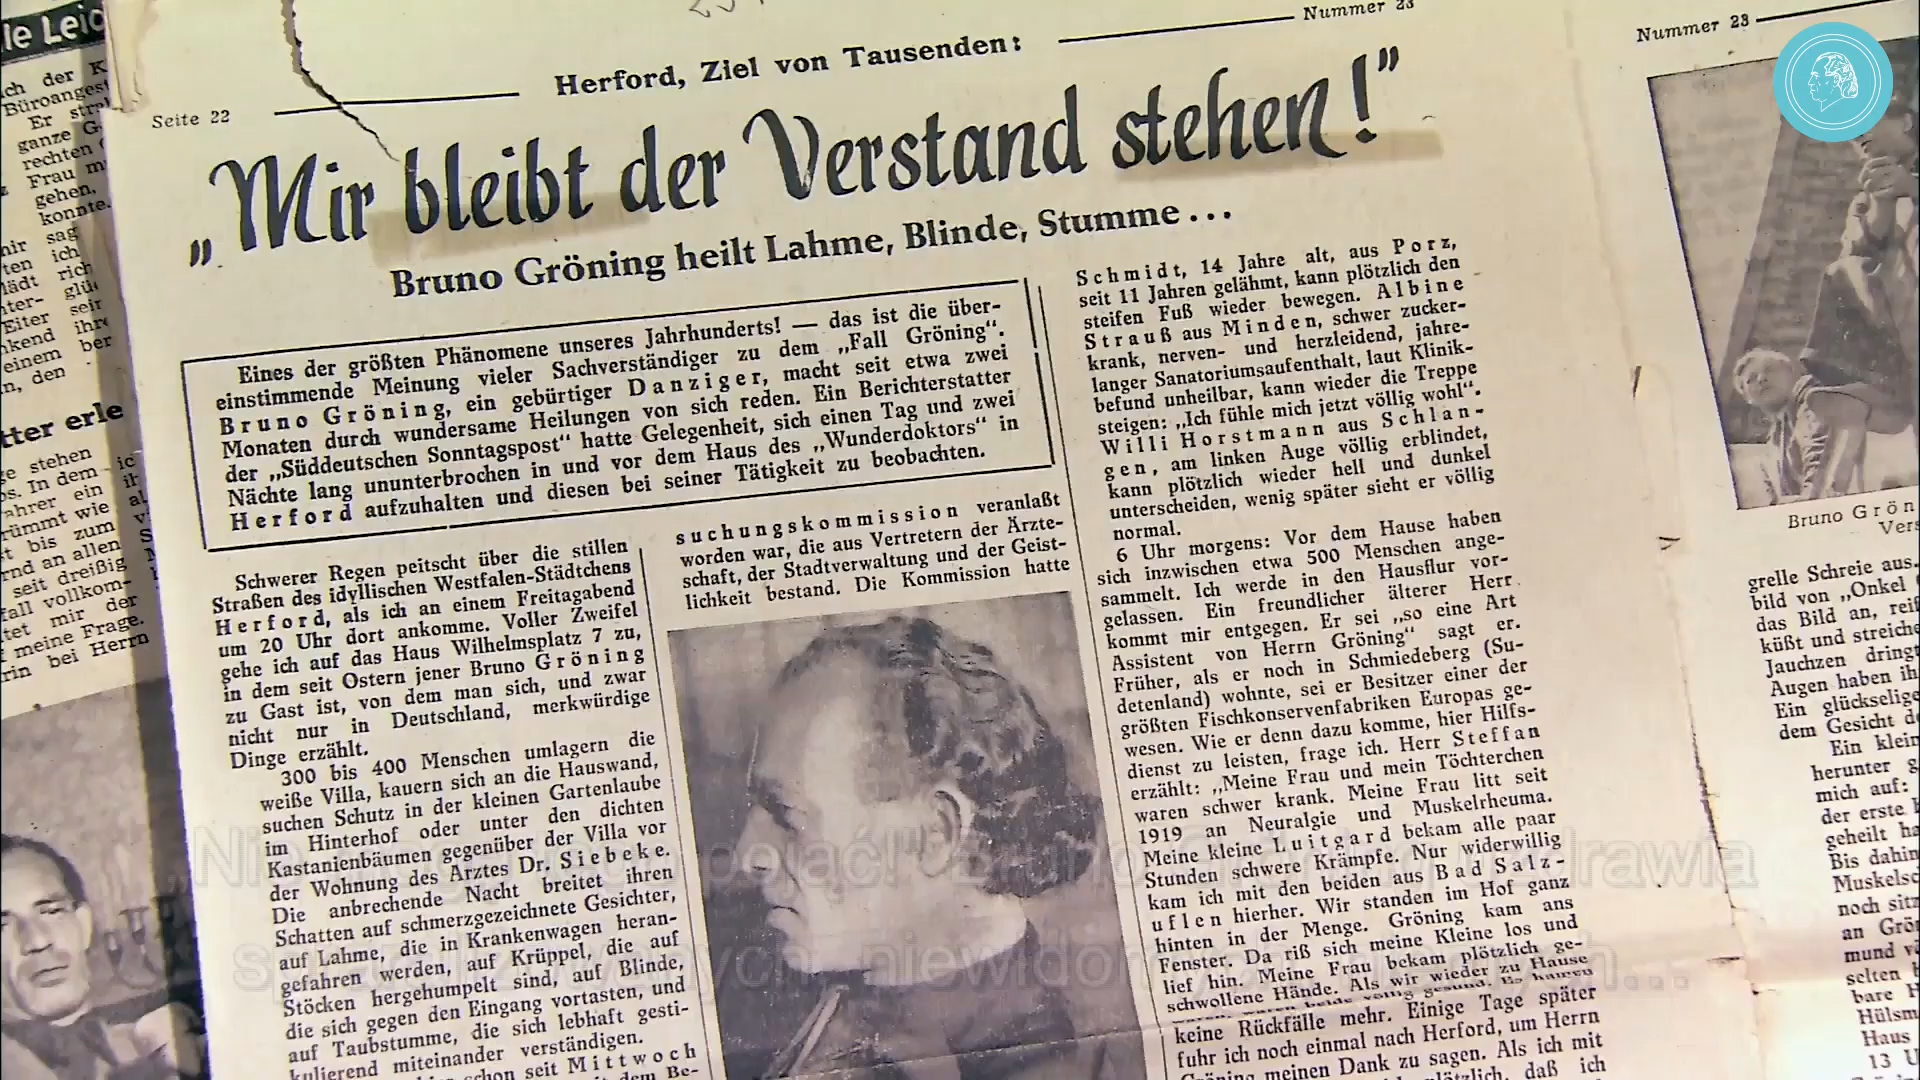 le Leid
Nummer 23
Herford, Ziel von Tausenden:
Seite 22
„Mir bleibt der Verstand stehen!"
Bruno Gröning heilt Lahme, Blinde, Stumme...
Eines der größten Phänomene unseres Jahrhunderts! — das ist die über-
einstimmende Meinung vieler Sachverständiger zu dem „Fall Gröning".
Bruno Gröning, ein gebürtiger Danziger, macht seit etwa zwei
Monaten durch wundersame Heilungen von sich reden. Ein Berichterstatter
der „Süddeutschen Sonntagspost" hatte Gelegenheit, sich einen Tag und zwei
Nächte lang ununterbrochen in und vor dem Haus des „Wunderdoktors" in
Herford aufzuhalten und diesen bei seiner Tätigkeit zu beobachten.
Schwerer Regen peitscht über die stillen
Straßen des idyllischen Westfalen-Städtchens
Herford, als ich an einem Freitagabend
um 20 Uhr dort ankomme. Voller Zweifel
gehe ich auf das Haus Wilhelmsplatz 7 zu,
in dem seit Ostern jener Bruno Gröning
zu Gast ist, von dem man sich, und zwar
nicht nur in Deutschland, merkwürdige
Dinge erzählt.
300 bis 400 Menschen umlagern die
weiße Villa, kauern sich an die Hauswand,
suchen Schutz in der kleinen Gartenlaube
im Hinterhof oder unter den dichten
Kastanienbäumen gegenüber der Villa vor
der Wohnung des Arztes Dr. Siebeke.
Die anbrechende Nacht breitet ihren
Schatten auf schmerzgezeichnete Gesichter,
auf Lahme, die in Krankenwagen heran-
gefahren werden, auf Krüppel, die auf
Stöcken hergehumpelt sind, auf Blinde,
die sich gegen den Eingang vortasten, und
auf Taubstumme, die sich lebhaft gesti-
kulierend miteinander verständigen.
schon seit Mittwoch
dem Be-
suchungskommission veranlaßt
worden war, die aus Vertretern der Ärzte-
schaft, der Stadtverwaltung und der Geist-
lichkeit bestand. Die Kommission hatte
Schmidt, 14 Jahre alt, aus Porz,
seit 11 Jahren gelähmt, kann plötzlich den
steifen Fuß wieder bewegen. Albine
Strauß aus Minden, schwer zucker-
krank, nerven- und herzleidend, jahre-
langer Sanatoriumsaufenthalt, laut Klinik-
befund unheilbar, kann wieder die Treppe
steigen: „Ich fühle mich jetzt völlig wohl".
Willi Horstmann aus Schlan-
gen, am linken Auge völlig erblindet,
kann plötzlich wieder hell und dunkel
unterscheiden, wenig später sieht er völlig
normal.
6 Uhr morgens: Vor dem Hause haben
sich inzwischen etwa 500 Menschen ange-
sammelt. Ich werde in den Hausflur vor-
gelassen. Ein freundlicher älterer Herr
kommt mir entgegen. Er sei „so eine Art
Assistent von Herrn Gröning" sagt er.
Früher, als er noch in Schmiedeberg (Su-
detenland) wohnte, sei er Besitzer einer der
größten Fischkonservenfabriken Europas ge-
wesen. Wie er denn dazu komme, hier Hilfs-
dienst zu leisten, frage ich. Herr Steffan
erzählt: „Meine Frau und mein Töchterchen
waren schwer krank. Meine Frau litt seit
1919 an Neuralgie und Muskelrheuma.
Meine kleine Luitgard bekam alle paar
Stunden schwere Krämpfe. Nur widerwillig
kam ich mit den beiden aus Bad Salz-
uflen hierher. Wir standen im Hof ganz
hinten in der Menge. Gröning kam ans
Fenster. Da riß sich meine Kleine los und
lief hin. Meine Frau bekam plötzlich ge-
schwollene Hände. Als wir wieder zu Hause
keine Rückfälle mehr. Einige Tage später
fuhr ich noch einmal nach Herford, um Herrn
Gröning meinen Dank zu sagen. Als ich mit
plötzlich, daß ich
Nummer 23
Bruno Grön
Vers
grelle Schreie aus.
bild von „Onkel
das Bild an, reiß
küßt und streiche
Jauchzen dringt
Augen haben ih
Ein glückselige
dem Gesicht de
Ein klein
herunter g
mich auf:
der erste
geheilt ha
Bis dahin
Muskelsch
noch sitz
an Grön
mund vo
selten
bare H
Hülsm
Haus
13 U